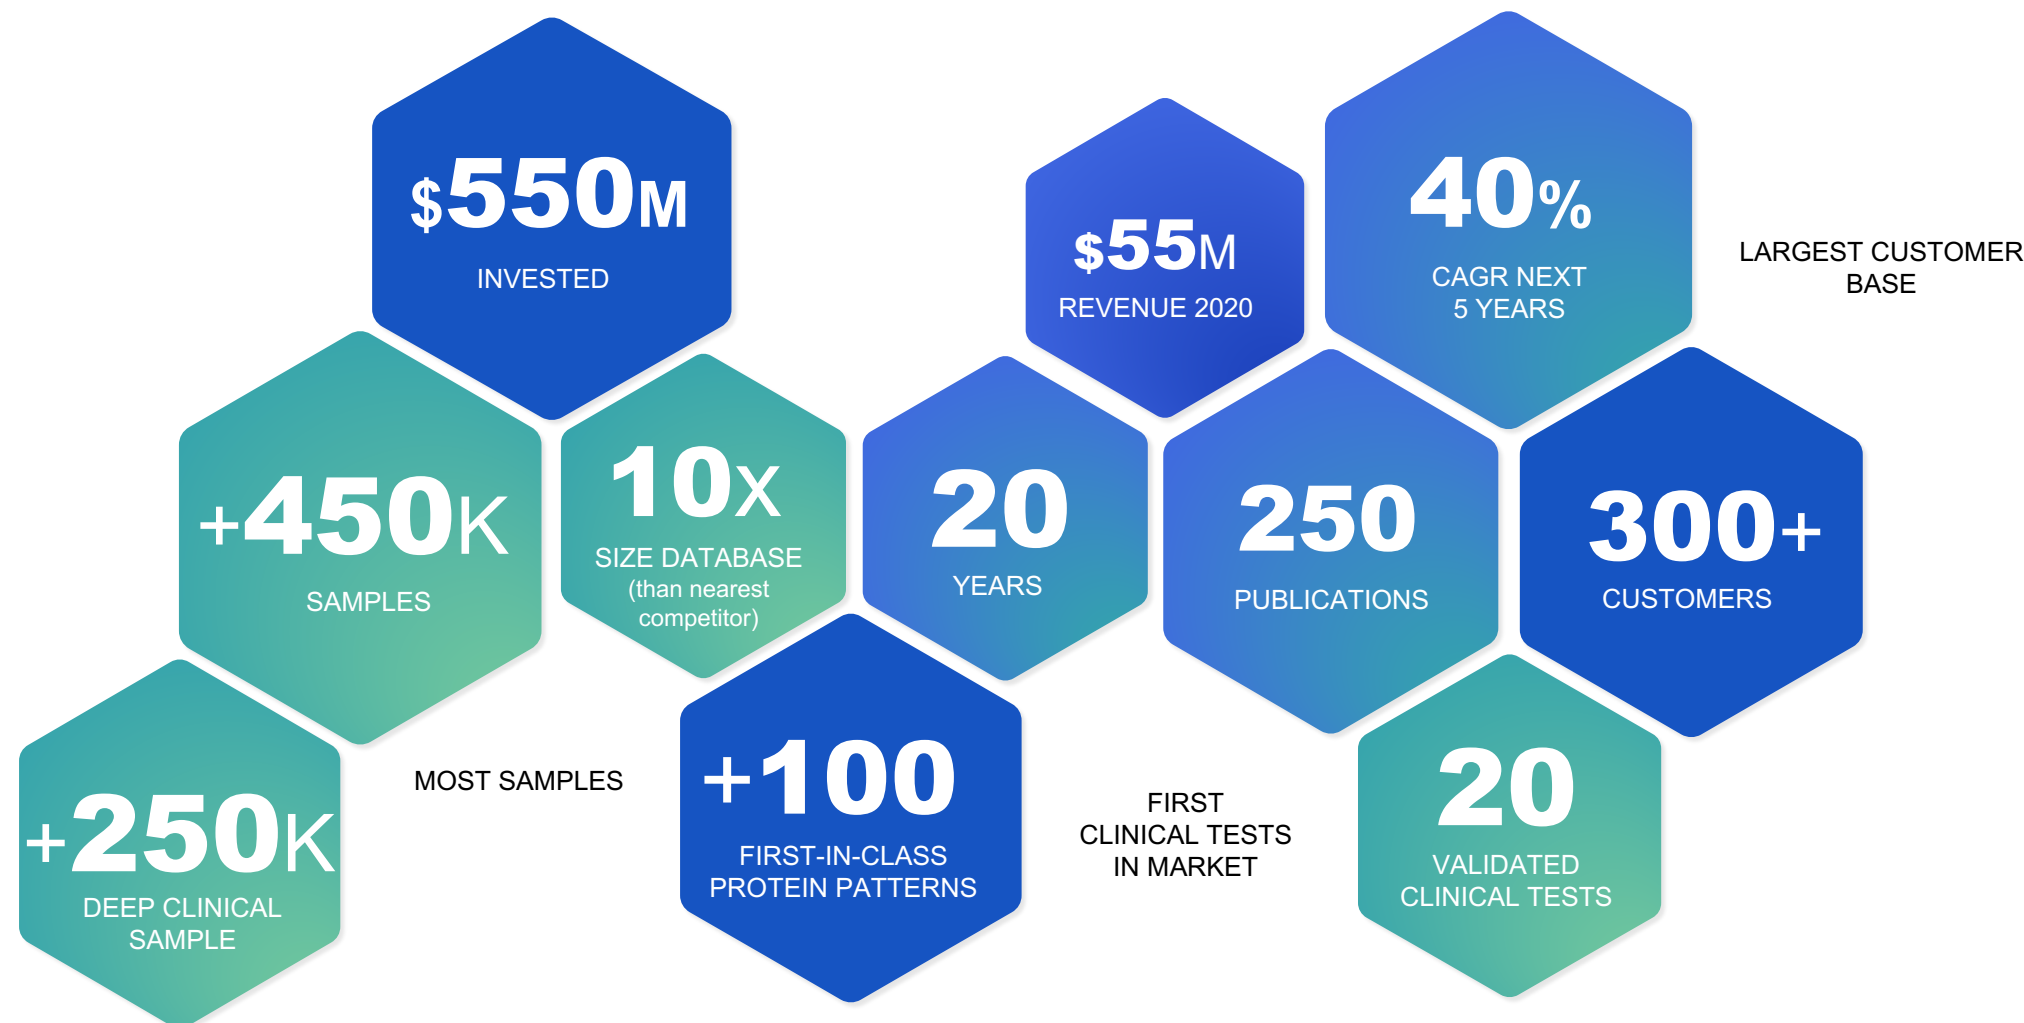 $550M
INVESTED
$55M
REVENUE 2020
40%
CAGR NEXT
5 YEARS
LARGEST CUSTOMER
BASE
+450K
SAMPLES
10X
SIZE DATABASE
(than nearest
competitor)
20
YEARS
250
PUBLICATIONS
300+
CUSTOMERS
+250K
DEEP CLINICAL
SAMPLE
MOST SAMPLES
+100
FIRST-IN-CLASS
PROTEIN PATTERNS
FIRST
CLINICAL TESTS
IN MARKET
20
VALIDATED
CLINICAL TESTS